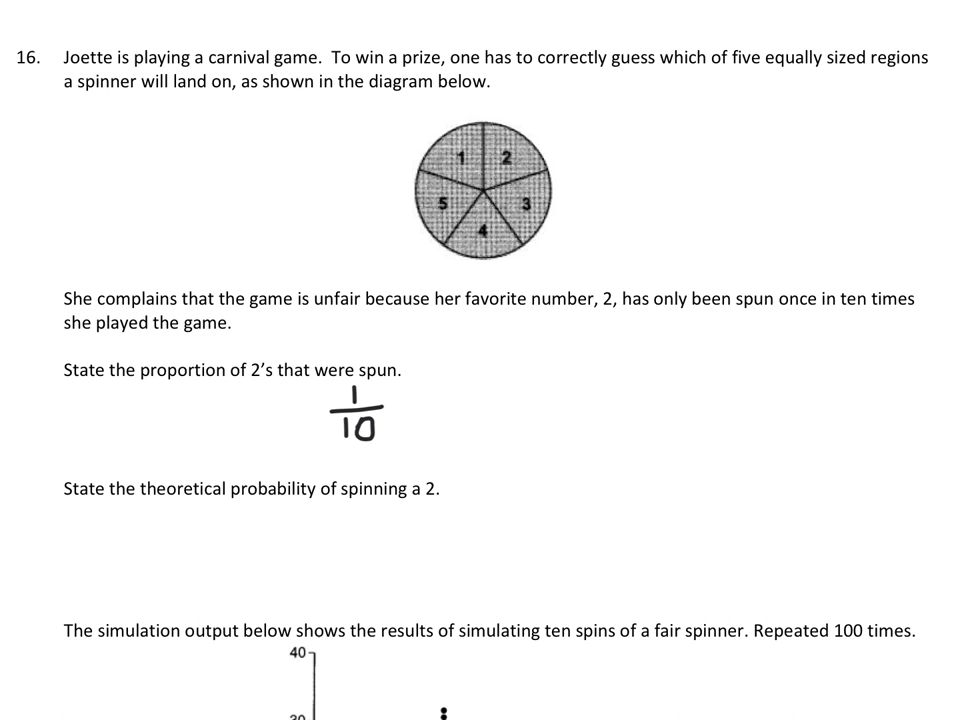 16. Joette is playing a carnival game. To win a prize, one has to correctly guess which of five equally sized regions
a spinner will land on, as shown in the diagram below.
1 2
5 3
4
She complains that the game is unfair because her favorite number, 2, has only been spun once in ten times
she played the game.
State the proportion of 2's that were spun.
1
10
State the theoretical probability of spinning a 2.
The simulation output below shows the results of simulating ten spins of a fair spinner. Repeated 100 times.
40
30